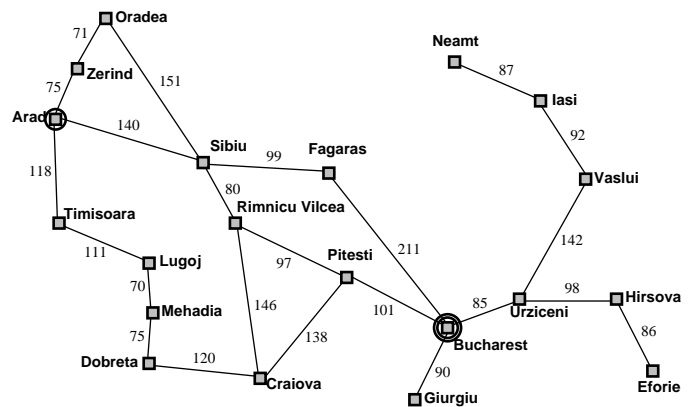 Oradea
71
Neamt
Zerind
87
75
151
Iasi
Arad
140
92
Sibiu
Fagaras
99
118
Vaslui
80
Timisoara
Rimnicu Vilcea
111
Lugoj
97
Pitesti
211
142
70
98
Hirsova
146
101
85
Mehadia
Urziceni
75
138
86
120
Bucharest
Dobreta
90
Craiova
Eforie
Giurgiu